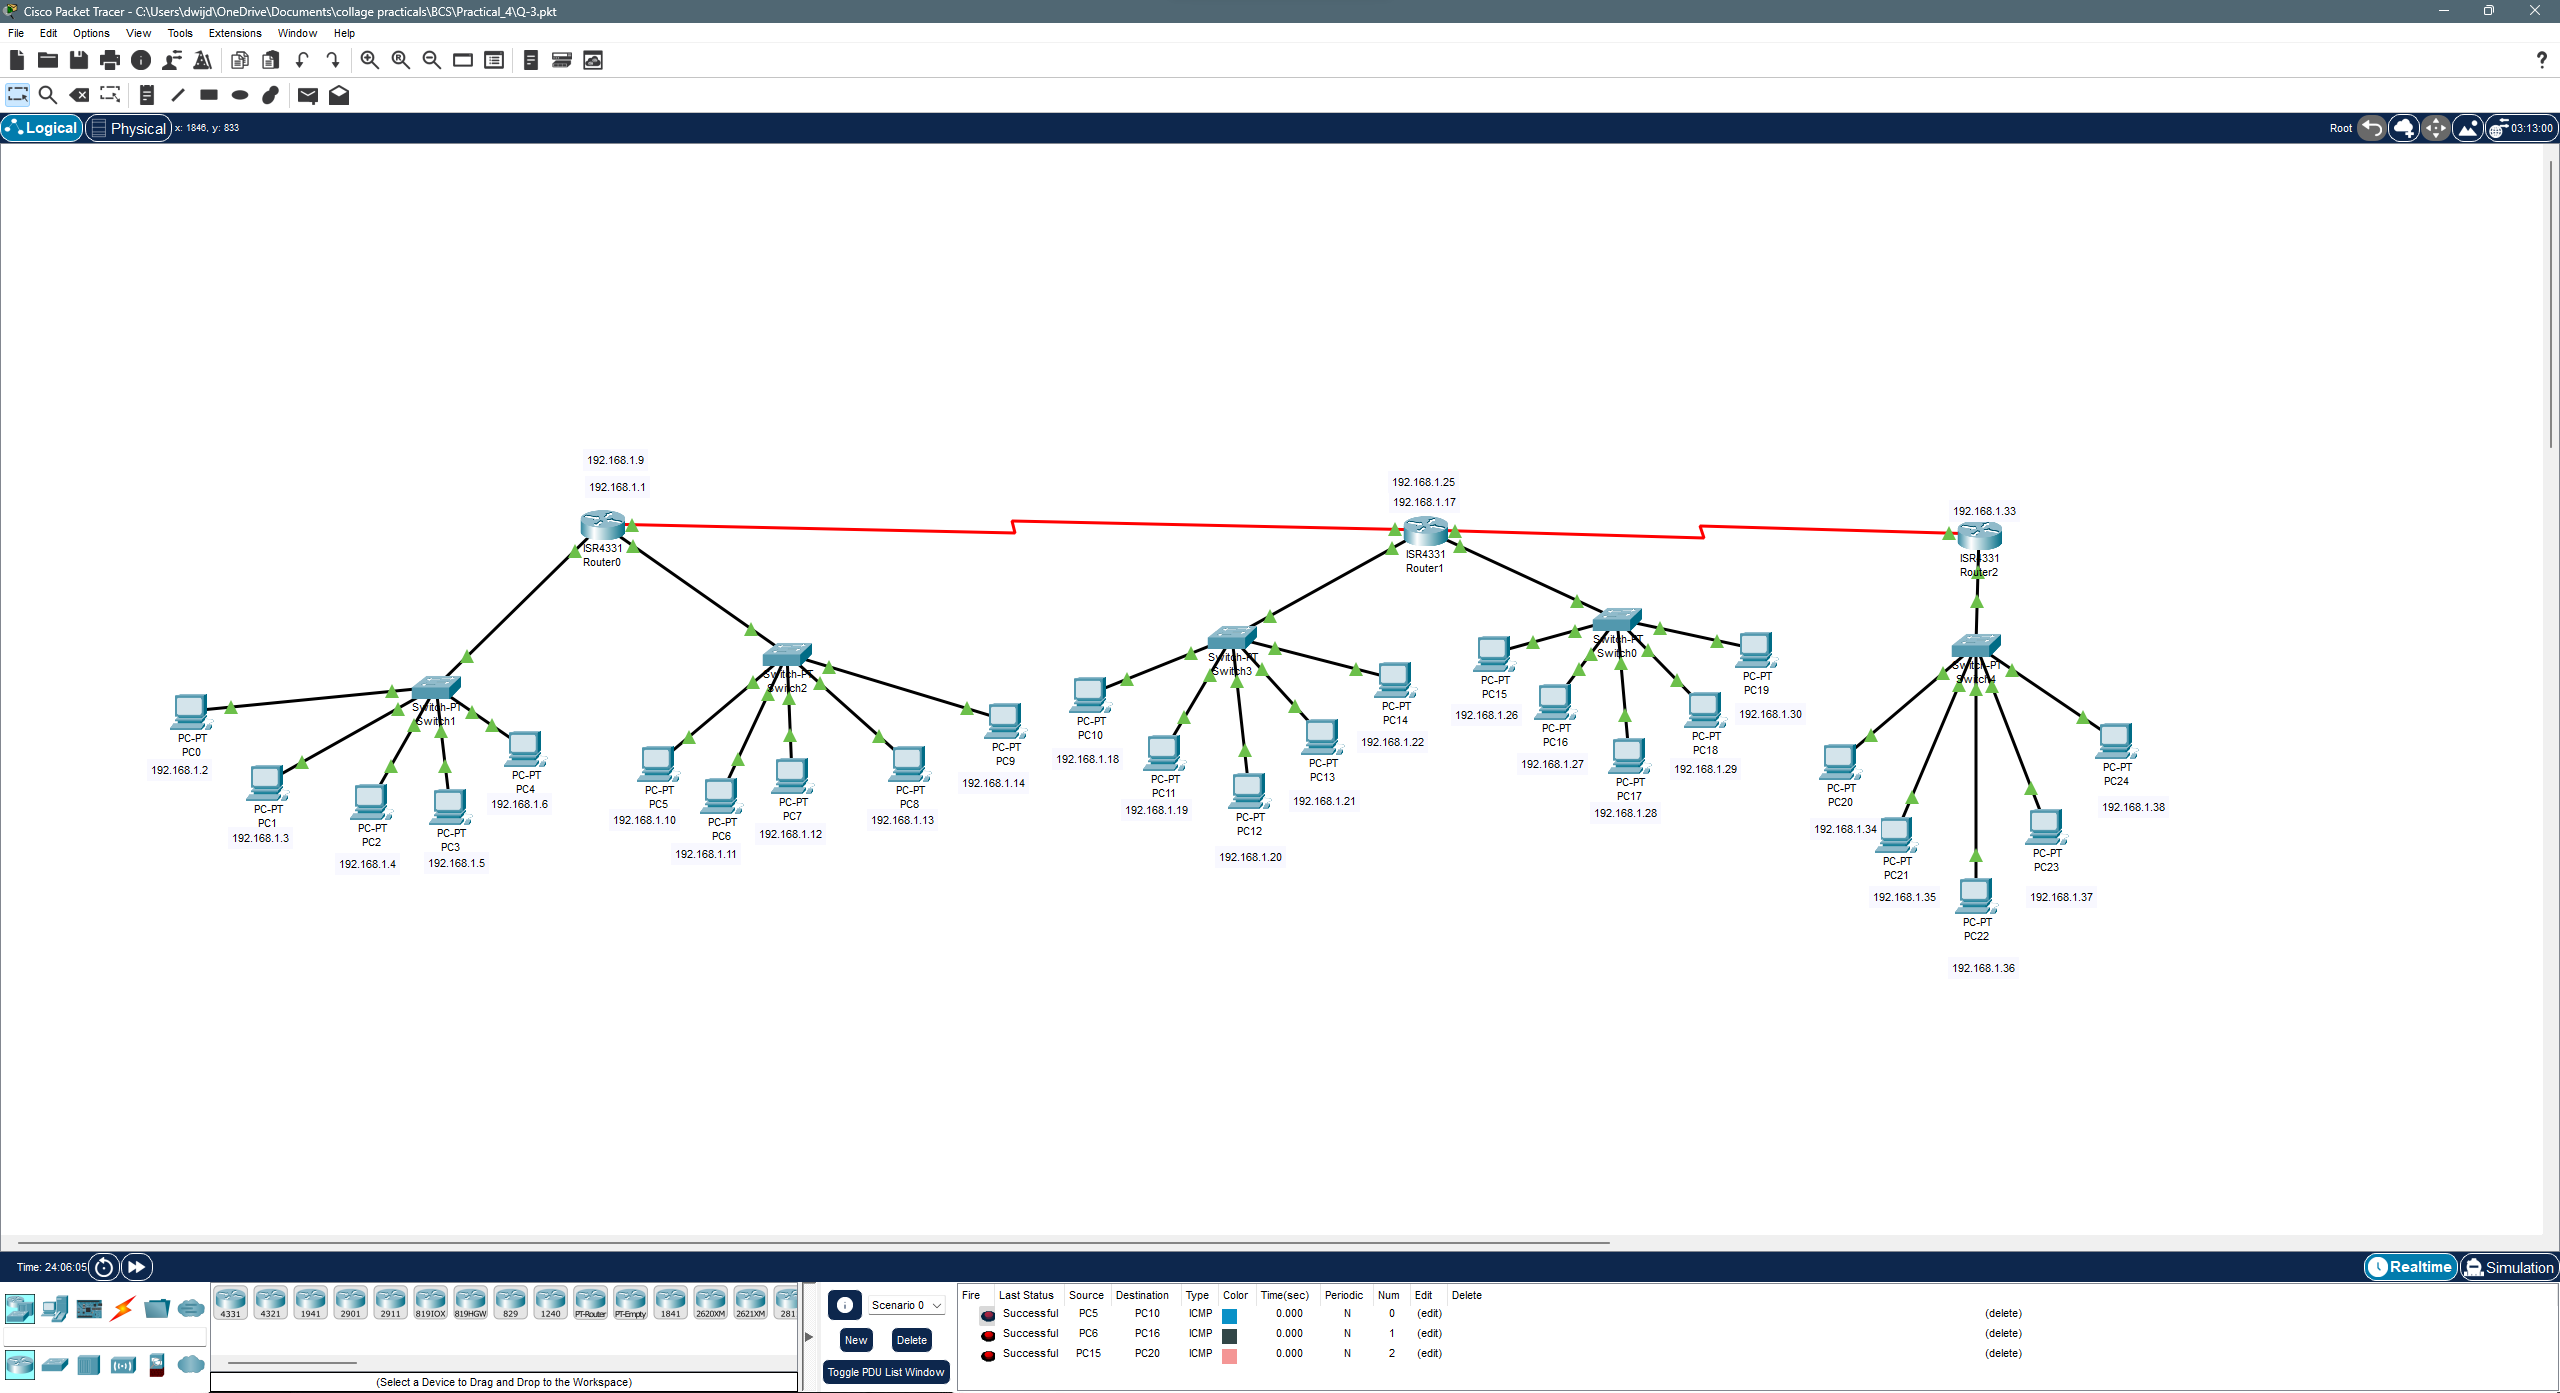 Cisco Packet Tracer - C:\Users\dwijd\OneDrive\Documents\collage practicals\BCS\Practical_4\Q-3.pkt
File Edit Options View Tools Extensions Window Help
Logical Physical x: 1846, y: 833 Root 03:13:00
192.168.1.9
192.168.1.1
ISR4331
Router0
192.168.1.25
192.168.1.17
ISR4331
Router1
192.168.1.33
ISR4331
Router2
Switch-PT
Switch1
PC-PT
PC0
192.168.1.2
PC-PT
PC1
192.168.1.3
PC-PT
PC2
192.168.1.4
PC-PT
PC3
192.168.1.5
PC-PT
PC4
192.168.1.6
Switch-PT
Switch2
PC-PT
PC5
192.168.1.10
PC-PT
PC6
192.168.1.11
PC-PT
PC7
192.168.1.12
PC-PT
PC8
192.168.1.13
PC-PT
PC9
192.168.1.14
Switch-PT
Switch3
PC-PT
PC10
192.168.1.18
PC-PT
PC11
192.168.1.19
PC-PT
PC12
192.168.1.20
PC-PT
PC13
192.168.1.21
PC-PT
PC14
192.168.1.22
Switch-PT
Switch0
PC-PT
PC15
192.168.1.26
PC-PT
PC16
192.168.1.27
PC-PT
PC17
192.168.1.28
PC-PT
PC18
192.168.1.29
PC-PT
PC19
192.168.1.30
Switch-PT
Switch4
PC-PT
PC20
192.168.1.34
PC-PT
PC21
192.168.1.35
PC-PT
PC22
192.168.1.36
PC-PT
PC23
192.168.1.37
PC-PT
PC24
192.168.1.38
Time: 24:06:05 Realtime Simulation
4331 4321 1941 2901 2911 819IOX 819HGW 829 1240 PT-Router PT-Empty 1841 2620XM 2621XM 281
(Select a Device to Drag and Drop to the Workspace)
Scenario 0
New Delete
Toggle PDU List Window
Fire Last Status Source Destination Type Color Time(sec) Periodic Num Edit Delete
Successful PC5 PC10 ICMP 0.000 N 0 (edit) (delete)
Successful PC6 PC16 ICMP 0.000 N 1 (edit) (delete)
Successful PC15 PC20 ICMP 0.000 N 2 (edit) (delete)